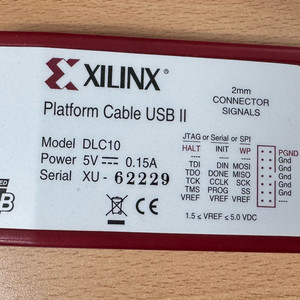 XILINX
Platform Cable USB II
Model DLC10
Power 5V 0.15A
Serial XU - 62229
CE
2mm
CONNECTOR
SIGNALS
JTAG or Serial or SPI
HALT INIT WP PGND
---- ---- ---- Gnd
TDI DIN MOSI Gnd
TDO DONE MISO Gnd
TCK CCLK SCK Gnd
TMS PROG SS Gnd
VREF VREF VREF
1.5 ≤ VREF ≤ 5.0 VDC